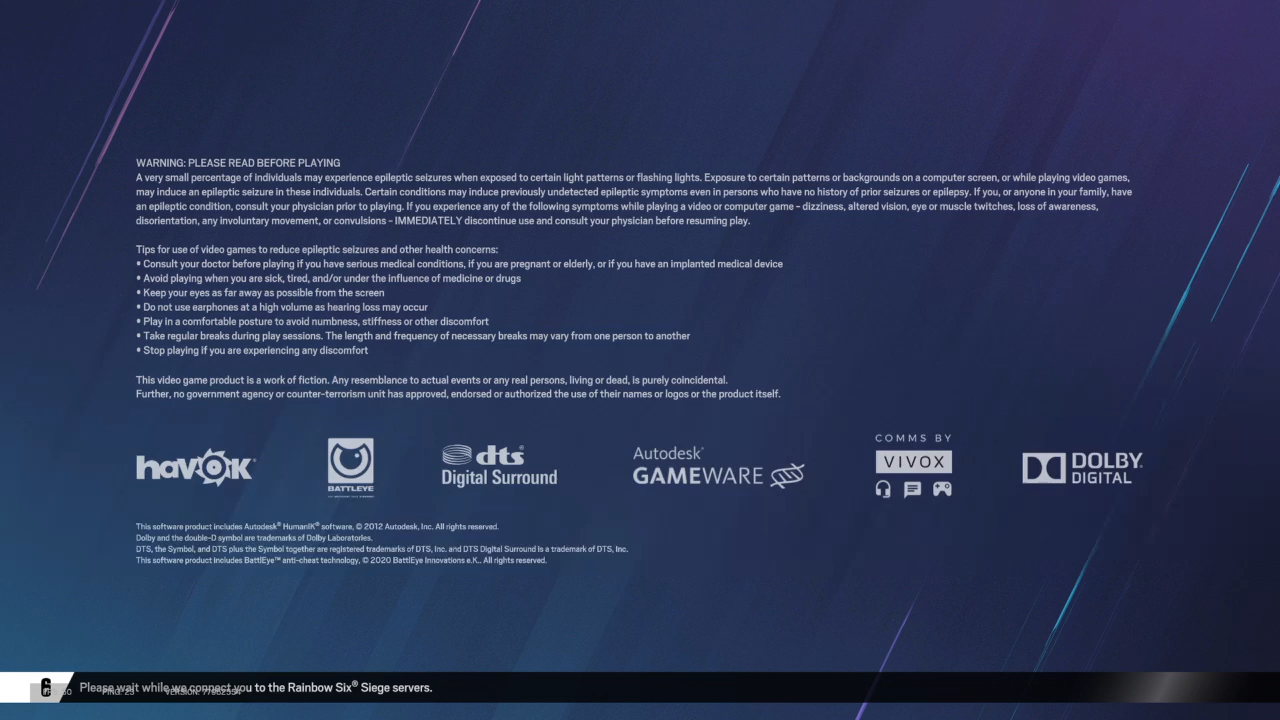 WARNING: PLEASE READ BEFORE PLAYING
A very small percentage of individuals may experience epileptic seizures when exposed to certain light patterns or flashing lights. Exposure to certain patterns or backgrounds on a computer screen, or while playing video games,
may induce an epileptic seizure in these individuals. Certain conditions may induce previously undetected epileptic symptoms even in persons who have no history of prior seizures or epilepsy. If you, or anyone in your family, have
an epileptic condition, consult your physician prior to playing. If you experience any of the following symptoms while playing a video or computer game – dizziness, altered vision, eye or muscle twitches, loss of awareness,
disorientation, any involuntary movement, or convulsions – IMMEDIATELY discontinue use and consult your physician before resuming play.
Tips for use of video games to reduce epileptic seizures and other health concerns:
• Consult your doctor before playing if you have serious medical conditions, if you are pregnant or elderly, or if you have an implanted medical device
• Avoid playing when you are sick, tired, and/or under the influence of medicine or drugs
• Keep your eyes as far away as possible from the screen
• Do not use earphones at a high volume as hearing loss may occur
• Play in a comfortable posture to avoid numbness, stiffness or other discomfort
• Take regular breaks during play sessions. The length and frequency of necessary breaks may vary from one person to another
• Stop playing if you are experiencing any discomfort
This video game product is a work of fiction. Any resemblance to actual events or any real persons, living or dead, is purely coincidental.
Further, no government agency or counter-terrorism unit has approved, endorsed or authorized the use of their names or logos or the product itself.
havOK®
BATTLEYE
dts®
Digital Surround
Autodesk®
GAMEWARE
COMMS BY
VIVOX
DOLBY®
DIGITAL
This software product includes Autodesk® HumanIK® software, © 2012 Autodesk, Inc. All rights reserved.
Dolby and the double-D symbol are trademarks of Dolby Laboratories.
DTS, the Symbol, and DTS plus the Symbol together are registered trademarks of DTS, Inc. and DTS Digital Surround is a trademark of DTS, Inc.
This software product includes BattlEye™ anti-cheat technology, © 2020 BattlEye Innovations e.K.. All rights reserved.
6
Please wait while we connect you to the Rainbow Six® Siege servers.